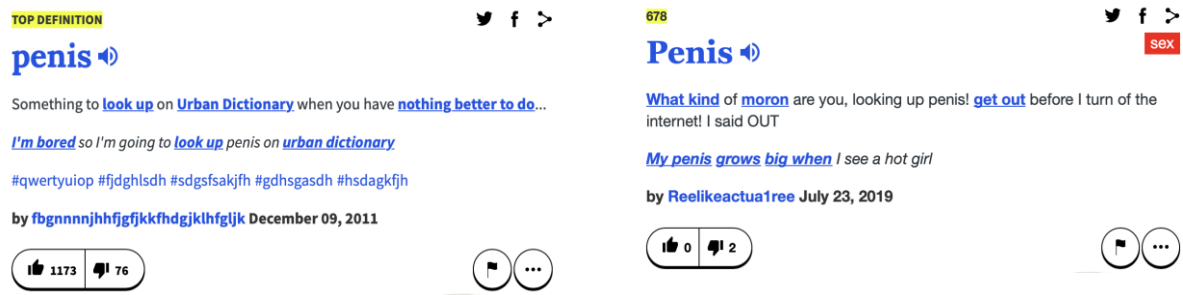 TOP DEFINITION
penis
Something to look up on Urban Dictionary when you have nothing better to do...
I'm bored so I'm going to look up penis on urban dictionary
#qwertyuiop #fjdghlsdh #sdgsfsakjfh #gdhsgasdh #hsdagkfjh
by fbgnnnnjhhfjgfjkkfhdgjklhfgljk December 09, 2011
1173 76
678
sex
Penis
What kind of moron are you, looking up penis! get out before I turn of the
internet! I said OUT
My penis grows big when I see a hot girl
by Reelikeactua1ree July 23, 2019
0 2